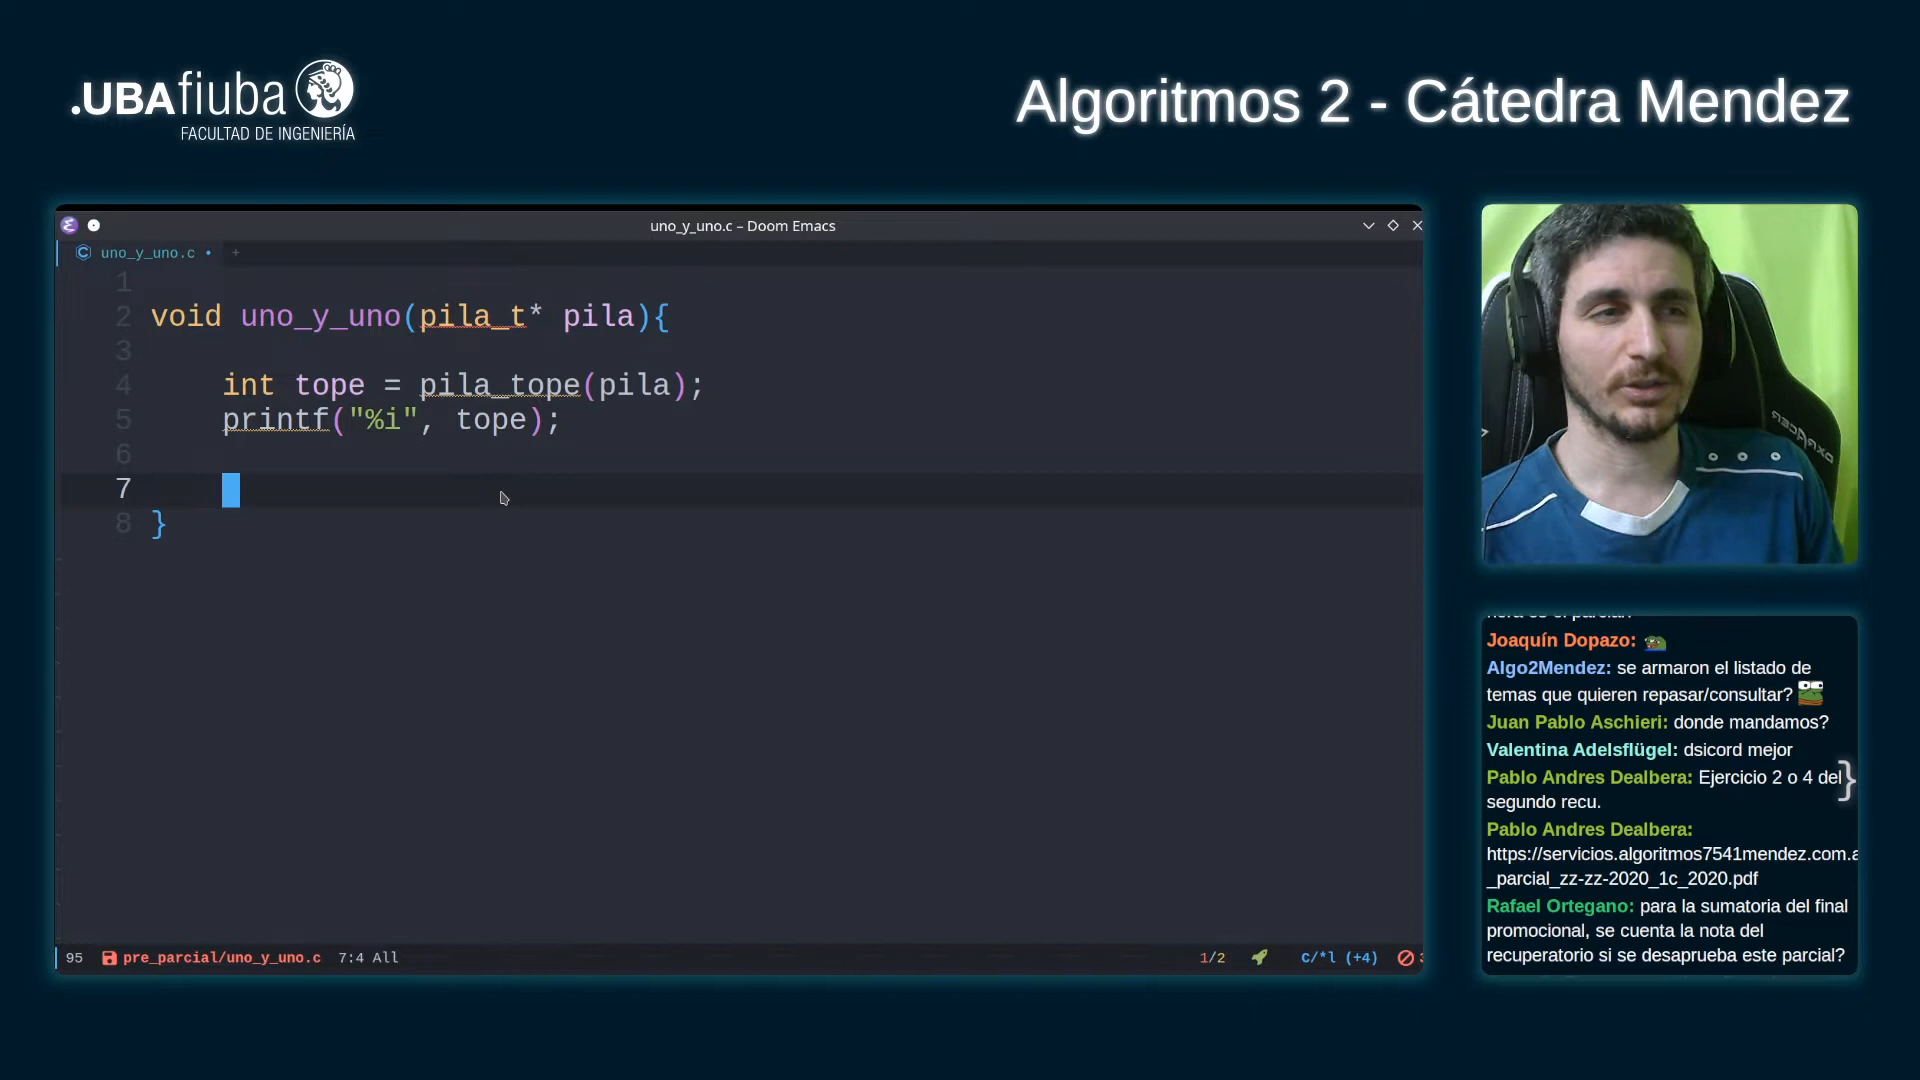 .UBAfiuba
FACULTAD DE INGENIERÍA
Algoritmos 2 - Cátedra Mendez
uno_y_uno.c – Doom Emacs
uno_y_uno.c • +
1
2 void uno_y_uno(pila_t* pila){
3
4 int tope = pila_tope(pila);
5 printf("%i", tope);
6
7
8 }
95 pre_parcial/uno_y_uno.c 7:4 All 1/2 C/*l (+4)
DXRACER
Joaquín Dopazo:
Algo2Mendez: se armaron el listado de
temas que quieren repasar/consultar?
Juan Pablo Aschieri: donde mandamos?
Valentina Adelsflügel: dsicord mejor
Pablo Andres Dealbera: Ejercicio 2 o 4 del
segundo recu.
}
Pablo Andres Dealbera:
https://servicios.algoritmos7541mendez.com.a
_parcial_zz-zz-2020_1c_2020.pdf
Rafael Ortegano: para la sumatoria del final
promocional, se cuenta la nota del
recuperatorio si se desaprueba este parcial?